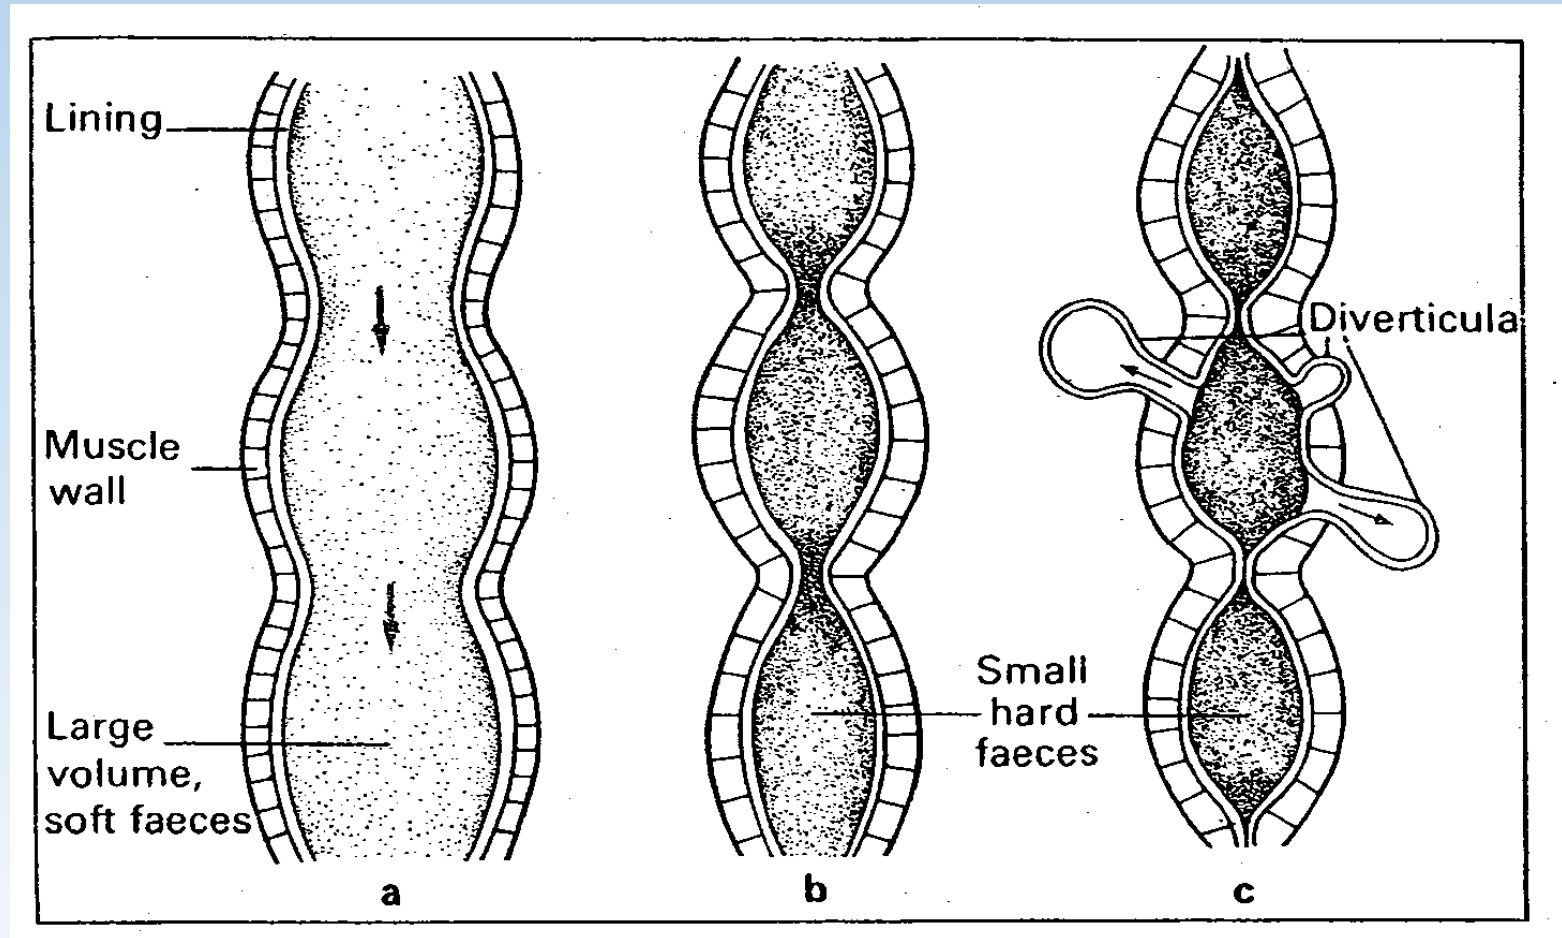 Lining
Muscle
wall
Large
volume,
soft faeces
Diverticula
Small
hard
faeces
a
b
c